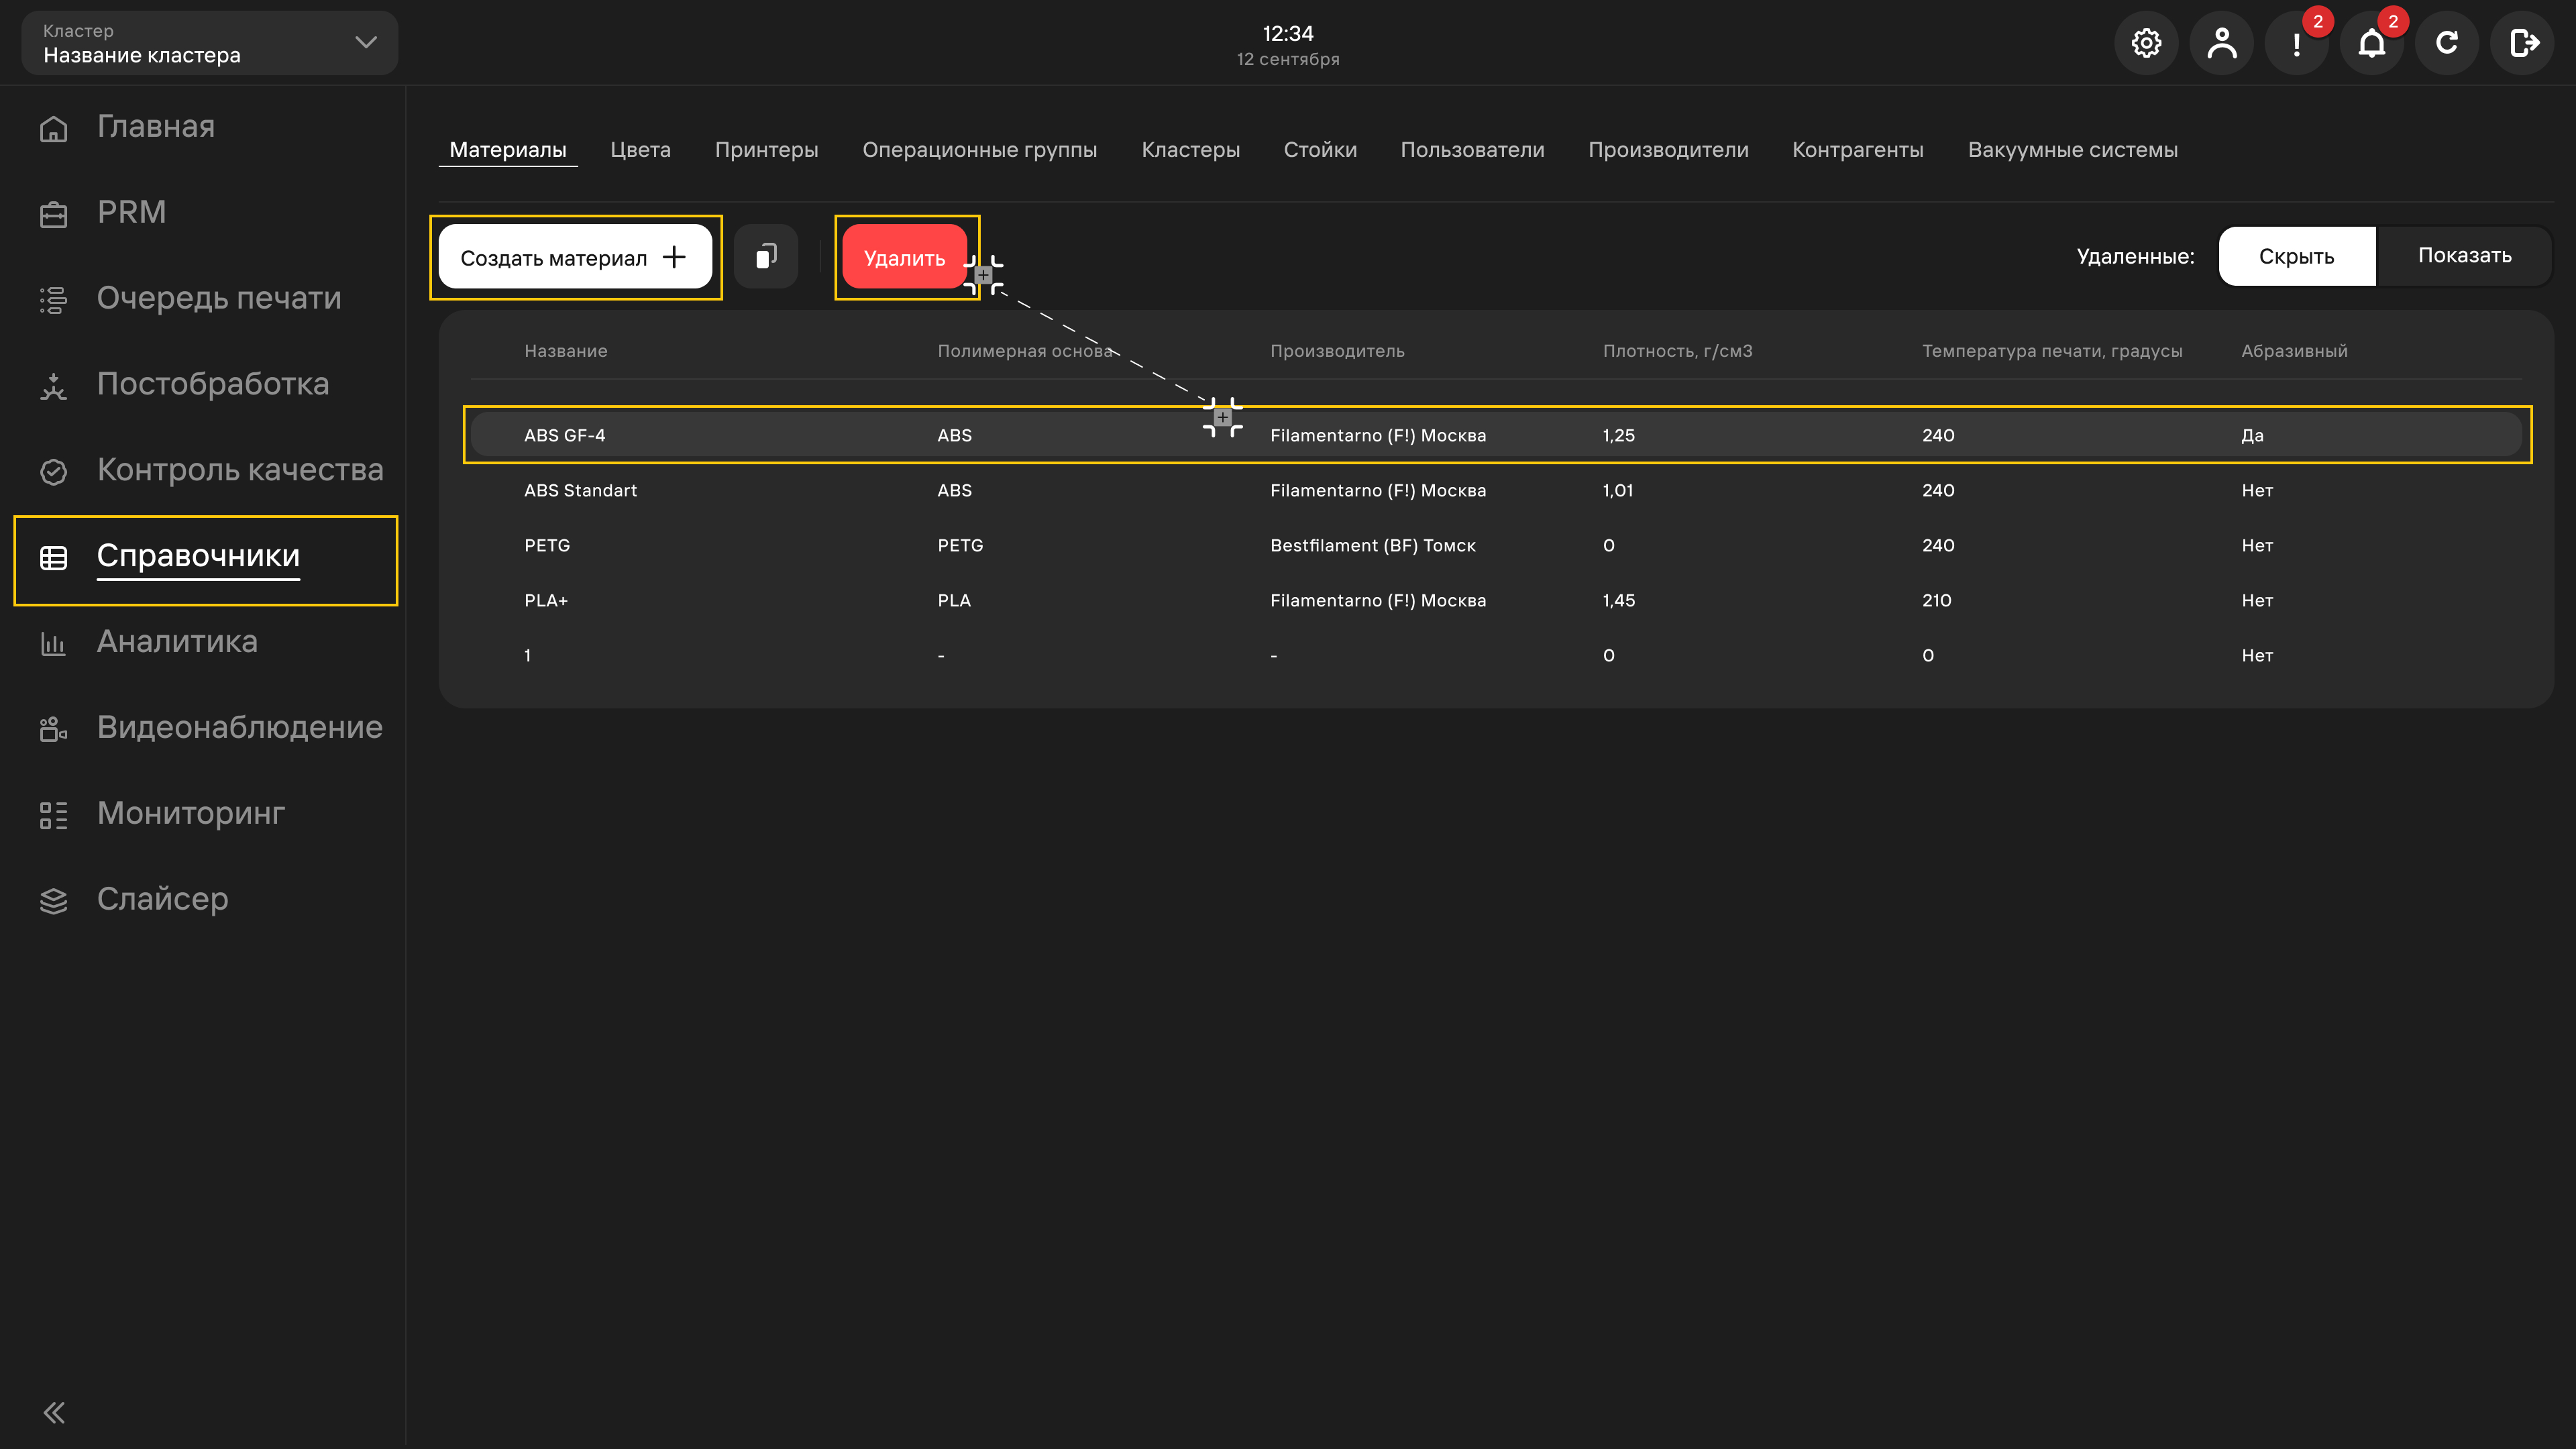 Кластер
Название кластера
12:34
12 сентября
2
2
Главная
PRM
Очередь печати
Постобработка
Контроль качества
Справочники
Аналитика
Видеонаблюдение
Мониторинг
Слайсер
Материалы Цвета Принтеры Операционные группы Кластеры Стойки Пользователи Производители Контрагенты Вакуумные системы
Создать материал Удалить Удаленные: Скрыть Показать
Название Полимерная основа Производитель Плотность, г/см3 Температура печати, градусы Абразивный
ABS GF-4 ABS Filamentarno (F!) Москва 1,25 240 Да
ABS Standart ABS Filamentarno (F!) Москва 1,01 240 Нет
PETG PETG Bestfilament (BF) Томск 0 240 Нет
PLA+ PLA Filamentarno (F!) Москва 1,45 210 Нет
1 - - 0 0 Нет